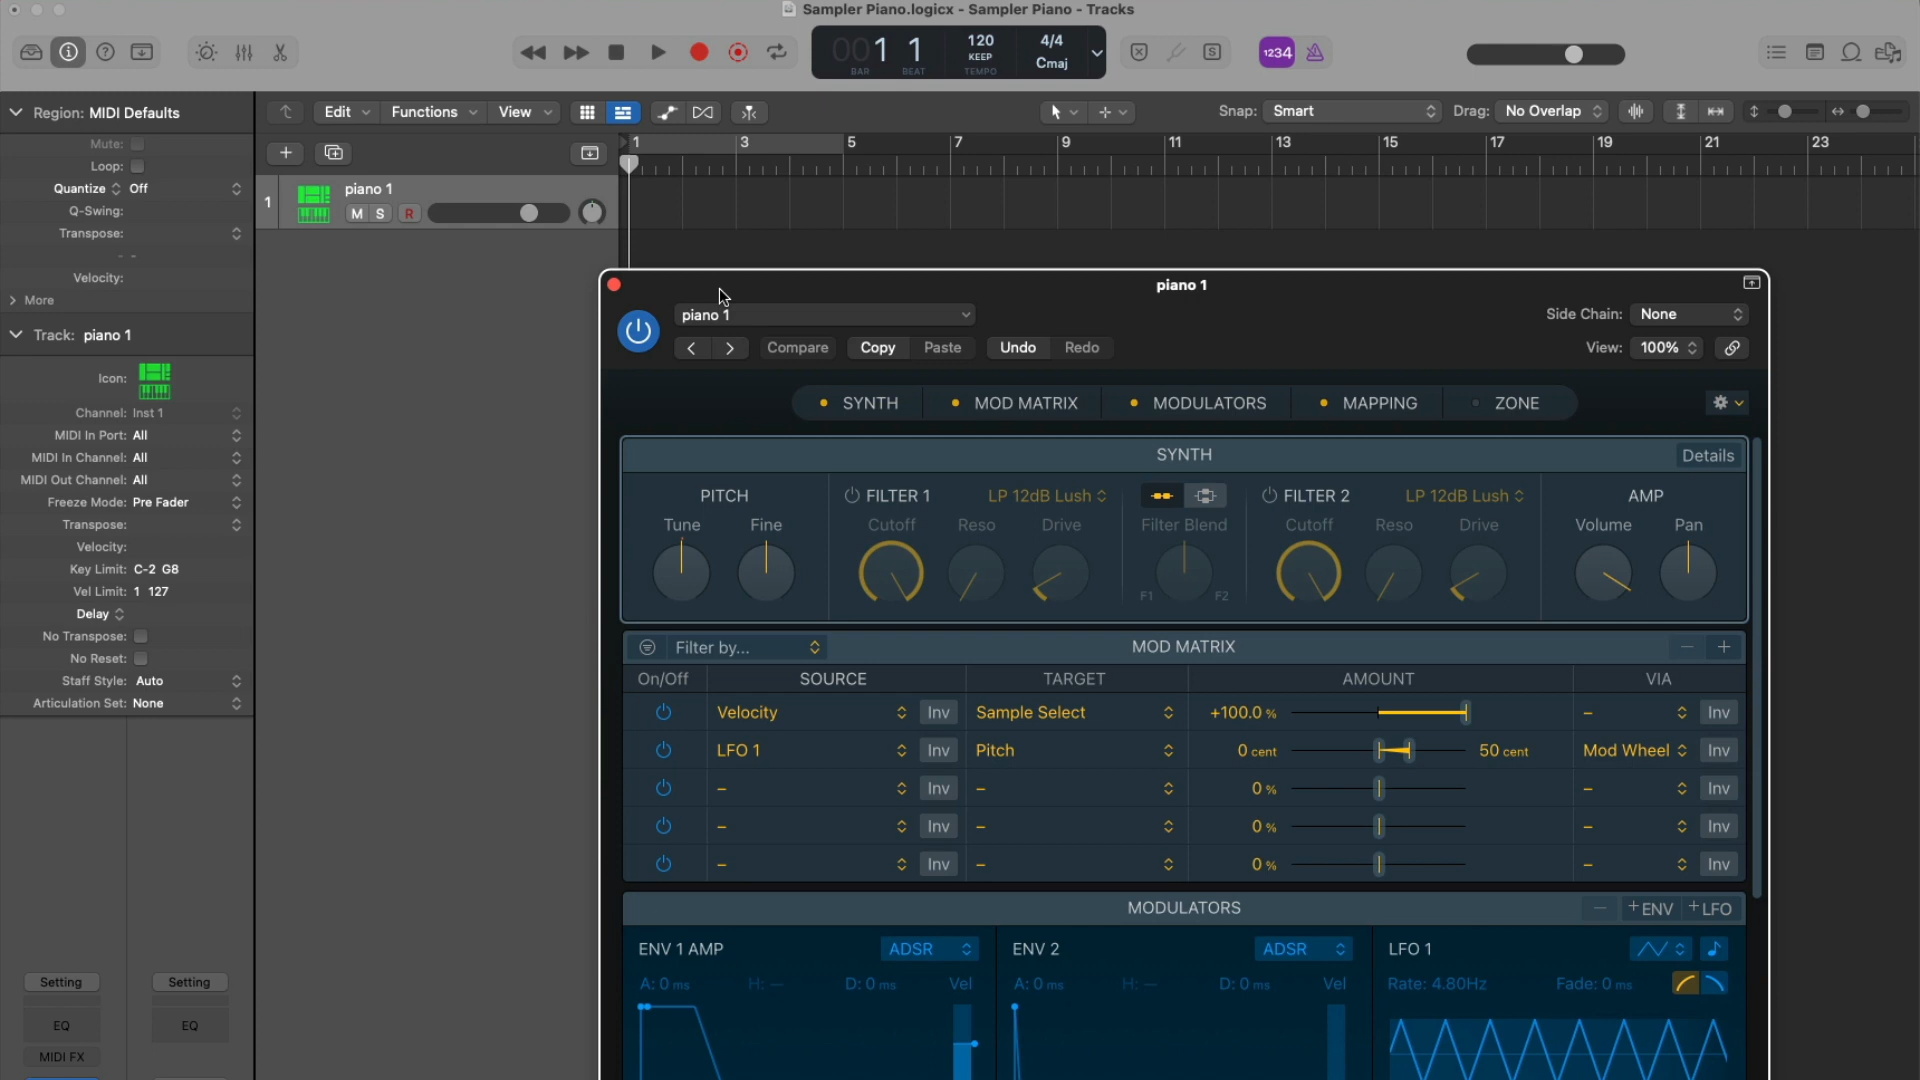 Sampler Piano.logicx - Sampler Piano - Tracks
001 1
BAR BEAT
120
KEEP
TEMPO
4/4
Cmaj
S
1234
Region: MIDI Defaults
Edit
Functions
View
Snap: Smart
Drag: No Overlap
Mute:
Loop:
Quantize Off
Q-Swing:
Transpose:
- -
Velocity:
More
1 3 5 7 9 11 13 15 17 19 21 23
1
piano 1
M S R
Track: piano 1
Icon:
Channel: Inst 1
MIDI In Port: All
MIDI In Channel: All
MIDI Out Channel: All
Freeze Mode: Pre Fader
Transpose:
Velocity:
Key Limit: C-2 G8
Vel Limit: 1 127
Delay
No Transpose:
No Reset:
Staff Style: Auto
Articulation Set: None
Setting Setting
EQ EQ
MIDI FX
piano 1
piano 1
Side Chain: None
Compare Copy Paste Undo Redo
View: 100%
SYNTH MOD MATRIX MODULATORS MAPPING ZONE
SYNTH Details
PITCH FILTER 1 LP 12dB Lush FILTER 2 LP 12dB Lush AMP
Tune Fine Cutoff Reso Drive Filter Blend Cutoff Reso Drive Volume Pan
F1 F2
Filter by... MOD MATRIX − +
On/Off SOURCE TARGET AMOUNT VIA
Velocity Inv Sample Select +100.0 % – Inv
LFO 1 Inv Pitch 0 cent 50 cent Mod Wheel Inv
– Inv – 0 % – Inv
– Inv – 0 % – Inv
– Inv – 0 % – Inv
MODULATORS − +ENV +LFO
ENV 1 AMP ADSR ENV 2 ADSR LFO 1
A: 0 ms H: — D: 0 ms Vel A: 0 ms H: — D: 0 ms Vel Rate: 4.80Hz Fade: 0 ms